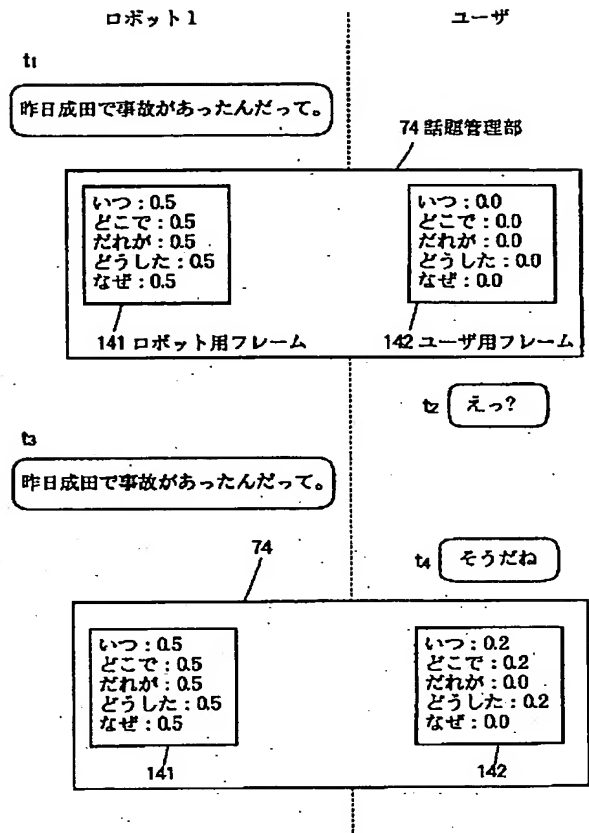 ロボット1
ユーザ
t1
昨日成田で事故があったんだって。
74 話題管理部
いつ:0.5
どこで:0.5
だれが:0.5
どうした:0.5
なぜ:0.5
141 ロボット用フレーム
いつ:0.0
どこで:0.0
だれが:0.0
どうした:0.0
なぜ:0.0
142 ユーザ用フレーム
t2
えっ?
t3
昨日成田で事故があったんだって。
t4
そうだね
74
いつ:0.5
どこで:0.5
だれが:0.5
どうした:0.5
なぜ:0.5
141
いつ:0.2
どこで:0.2
だれが:0.0
どうした:0.2
なぜ:0.0
142